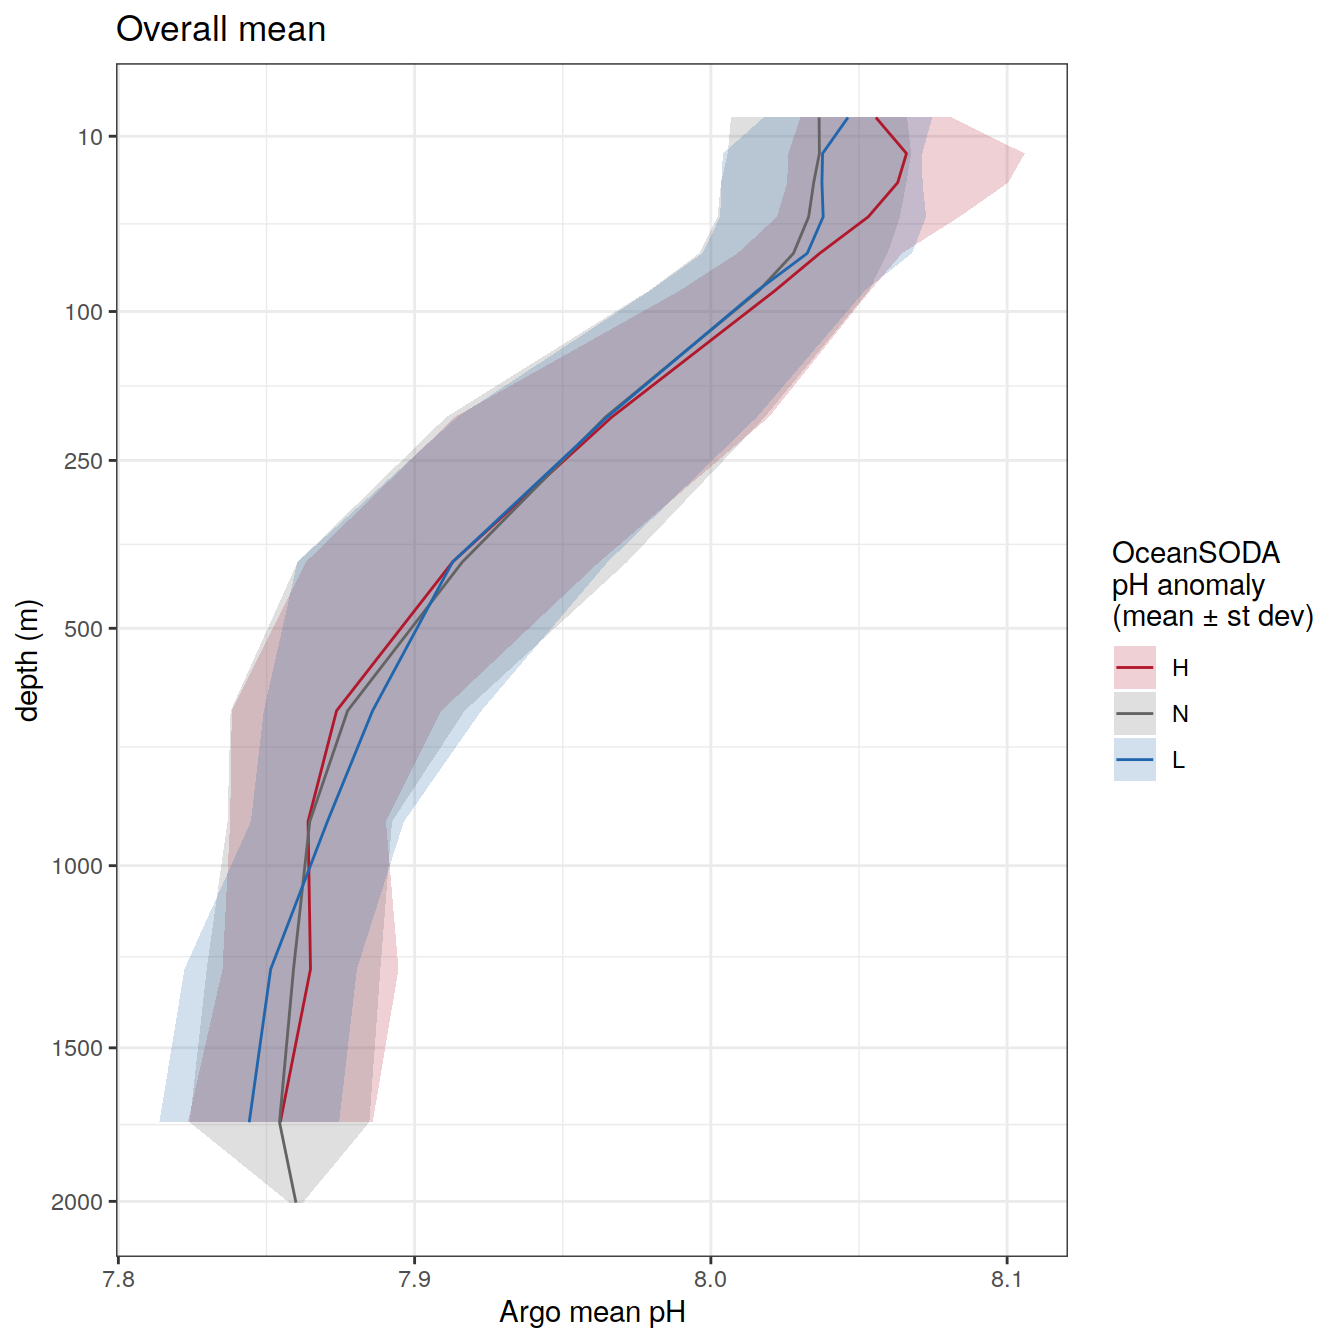 Overall mean
10
100
250
500
1000
1500
2000
depth (m)
7.8
7.9
8.0
8.1
Argo mean pH
OceanSODA
pH anomaly
(mean ± st dev)
H
N
L